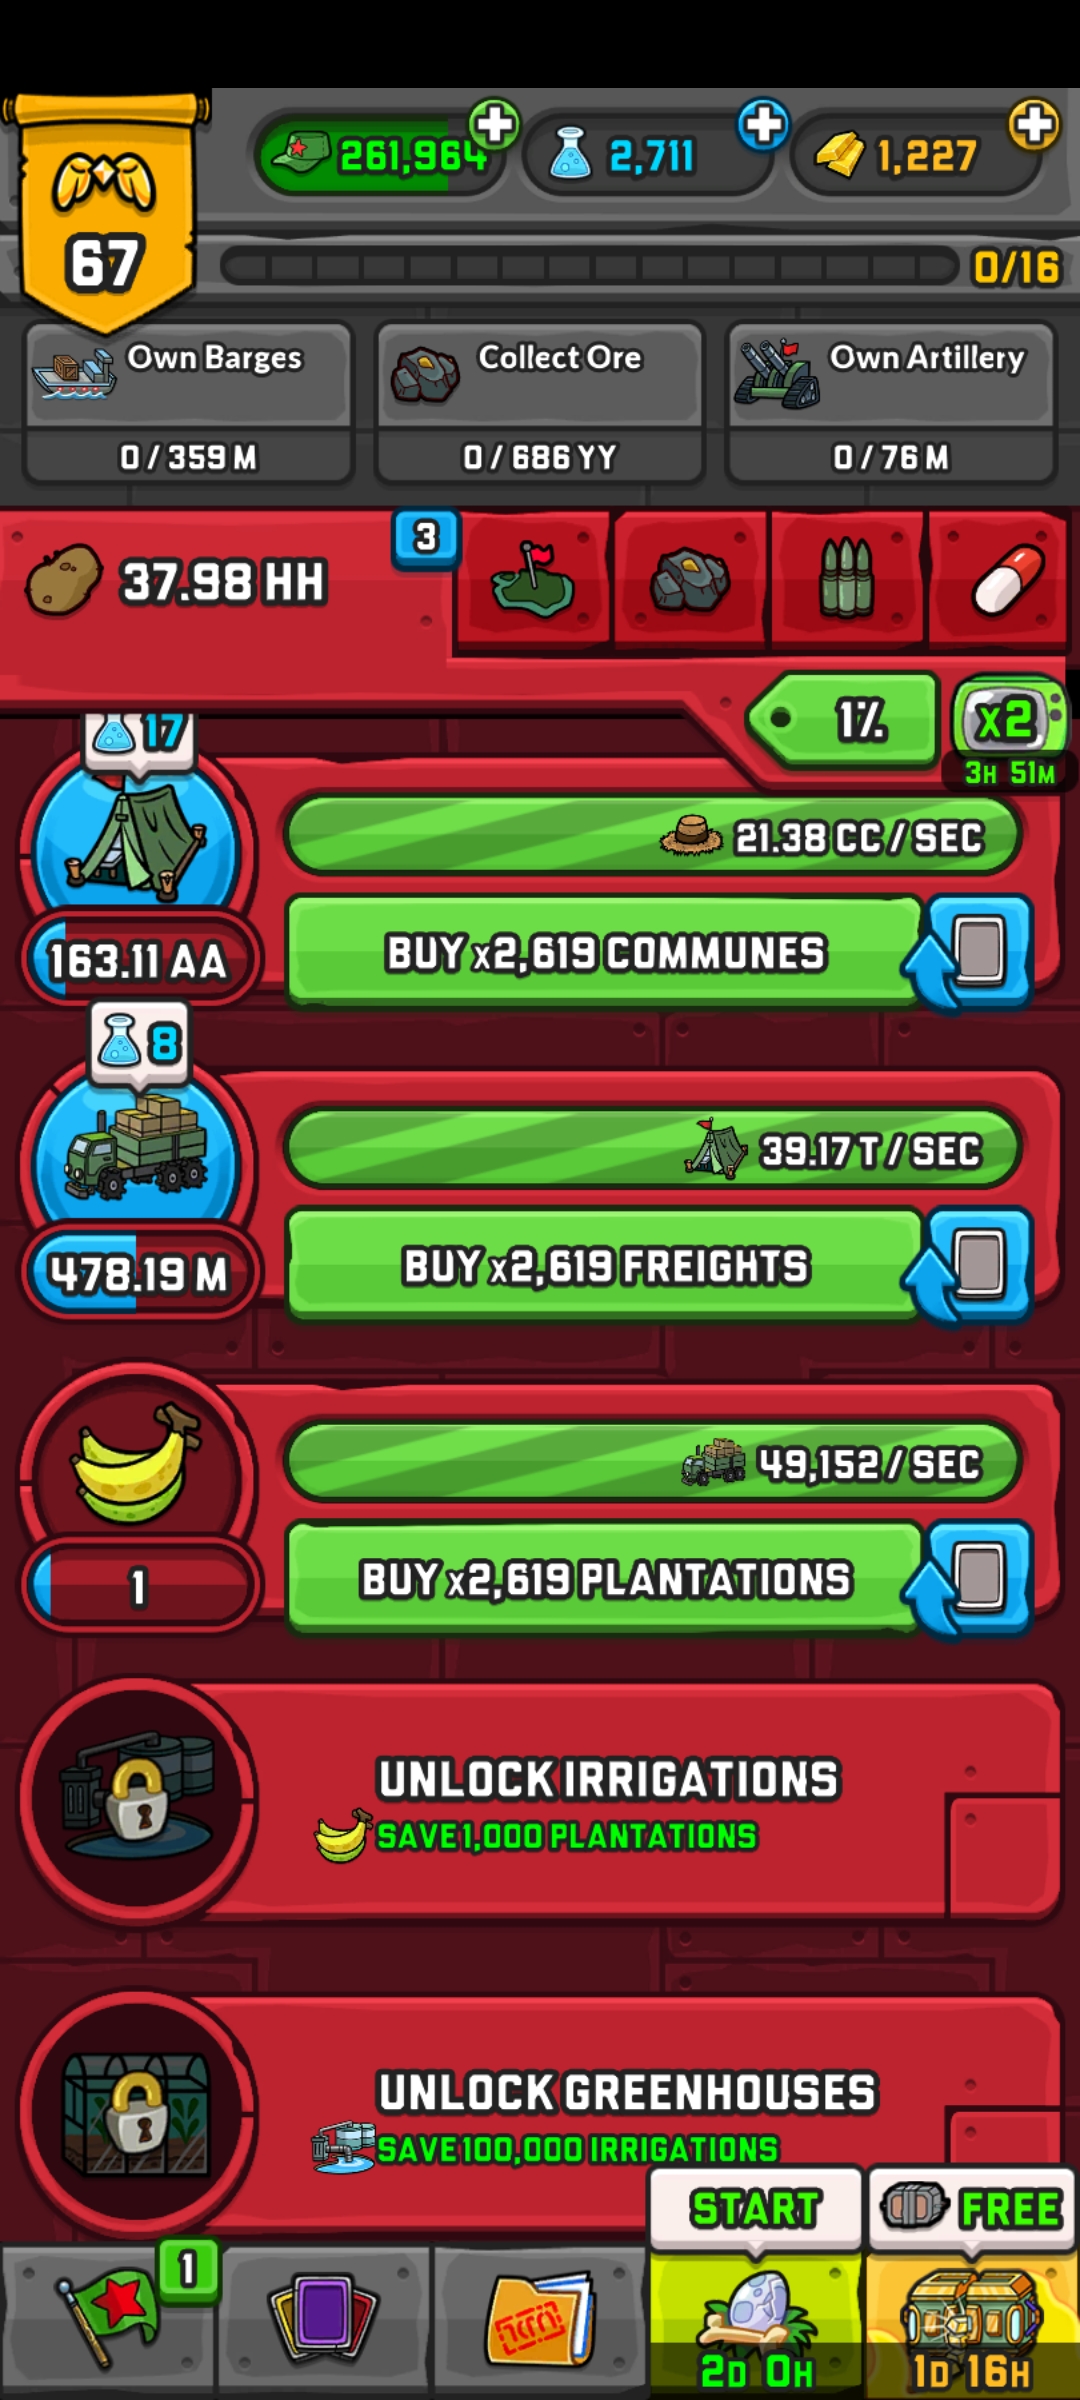 261,964
2,711
1,227
67
0/16
Own Barges
Collect Ore
Own Artillery
0 / 359 M
0 / 686 YY
0 / 76 M
37.98 HH
3
1%
x2
3H 51M
17
21.38 CC / SEC
163.11 AA
BUY x2,619 COMMUNES
8
39.17 T / SEC
478.19 M
BUY x2,619 FREIGHTS
49,152 / SEC
1
BUY x2,619 PLANTATIONS
UNLOCK IRRIGATIONS
SAVE 1,000 PLANTATIONS
UNLOCK GREENHOUSES
SAVE 100,000 IRRIGATIONS
START
FREE
1
2D 0H
1D 16H